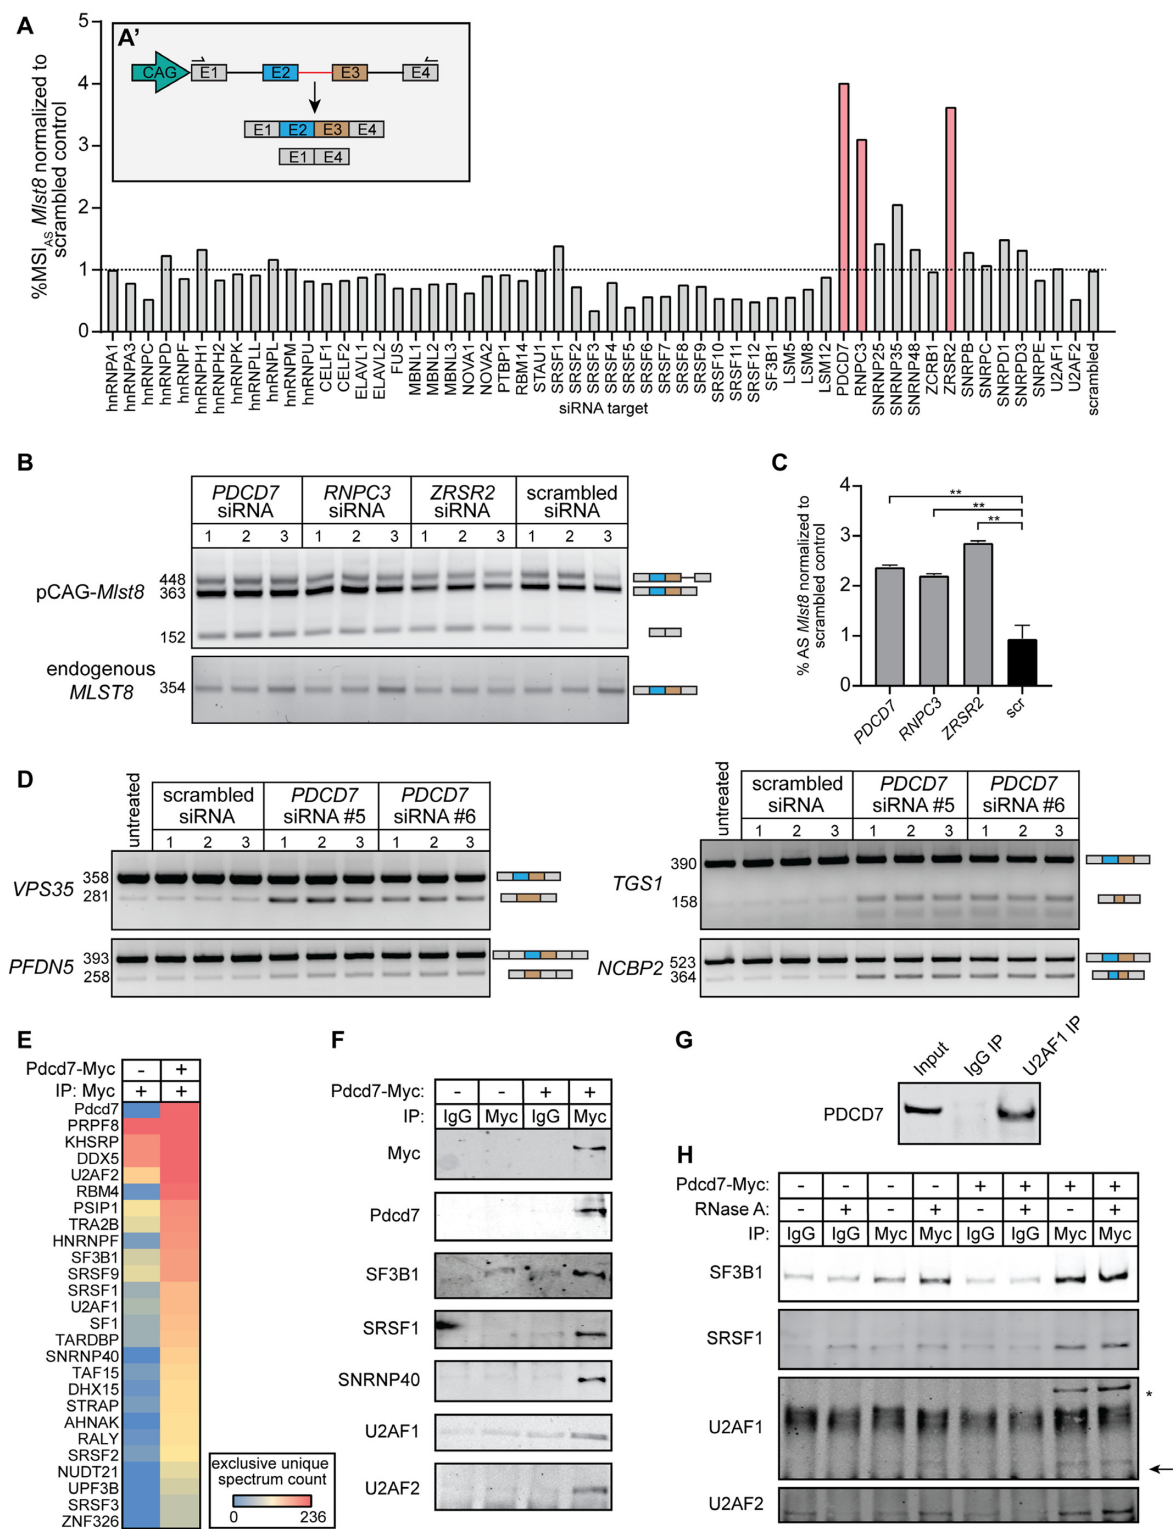 A
A'
CAG
E1
E2
E3
E4
E1 E2 E3 E4
E1 E4
%MSIAS Mlst8 normalized to
scrambled control
5
4
3
2
1
0
hnRNPA1
hnRNPA3
hnRNPC
hnRNPD
hnRNPF
hnRNPH1
hnRNPH2
hnRNPK
hnRNPLL
hnRNPL
hnRNPM
hnRNPU
CELF1
CELF2
ELAVL1
ELAVL2
FUS
MBNL1
MBNL2
MBNL3
NOVA1
NOVA2
PTBP1
RBM14
STAU1
SRSF1
SRSF2
SRSF3
SRSF4
SRSF5
SRSF6
SRSF7
SRSF8
SRSF9
SRSF10
SRSF11
SRSF12
SF3B1
LSM5
LSM8
LSM12
PDCD7
RNPC3
SNRNP25
SNRNP35
SNRNP48
ZCRB1
ZRSR2
SNRPB
SNRPC
SNRPD1
SNRPD3
SNRPE
U2AF1
U2AF2
scrambled
siRNA target
B
PDCD7
siRNA
RNPC3
siRNA
ZRSR2
siRNA
scrambled
siRNA
1 2 3 1 2 3 1 2 3 1 2 3
pCAG-Mlst8
448
363
152
endogenous
MLST8
354
C
% AS Mlst8 normalized to
scrambled control
4
3
2
1
0
**
**
**
PDCD7
RNPC3
ZRSR2
scr
D
untreated
scrambled
siRNA
PDCD7
siRNA #5
PDCD7
siRNA #6
1 2 3 1 2 3 1 2 3
VPS35
358
281
PFDN5
393
258
untreated
scrambled
siRNA
PDCD7
siRNA #5
PDCD7
siRNA #6
1 2 3 1 2 3 1 2 3
TGS1
390
158
NCBP2
523
364
E
Pdcd7-Myc - +
IP: Myc + +
Pdcd7
PRPF8
KHSRP
DDX5
U2AF2
RBM4
PSIP1
TRA2B
HNRNPF
SF3B1
SRSF9
SRSF1
U2AF1
SF1
TARDBP
SNRNP40
TAF15
DHX15
STRAP
AHNAK
RALY
SRSF2
NUDT21
UPF3B
SRSF3
ZNF326
exclusive unique
spectrum count
0 236
F
Pdcd7-Myc: - - + +
IP: IgG Myc IgG Myc
Myc
Pdcd7
SF3B1
SRSF1
SNRNP40
U2AF1
U2AF2
G
Input
IgG IP
U2AF1 IP
PDCD7
H
Pdcd7-Myc: - - - - + + + +
RNase A: - + - + - + - +
IP: IgG IgG Myc Myc IgG IgG Myc Myc
SF3B1
SRSF1
U2AF1
*
U2AF2